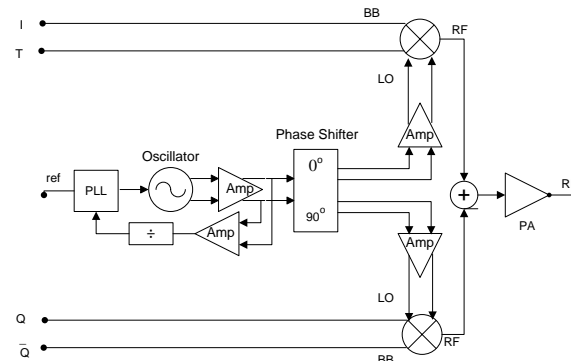 I
BB
RF
T
LO
Phase Shifter
Amp
Oscillator
0°
ref
PLL
Amp
+
R
÷
Amp
90°
PA
Amp
LO
Q
RF
Q̄
BB